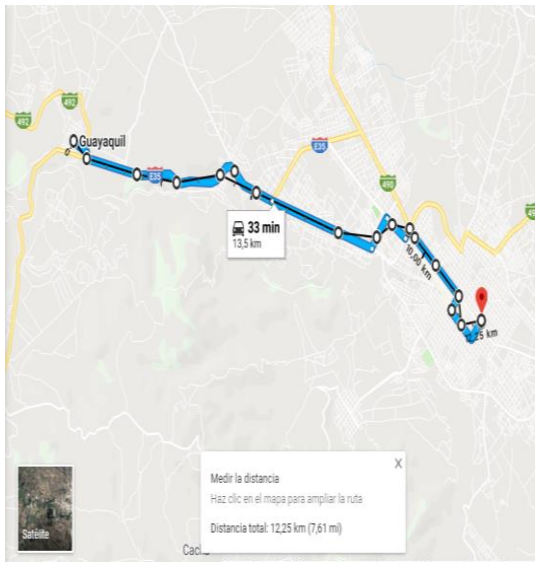 492
492
Guayaquil
E35
E35
490
33 min
13,5 km
10,00 km
Medir la distancia
Haz clic en el mapa para ampliar la ruta
Distancia total: 12,25 km (7,61 mi)
Satélite